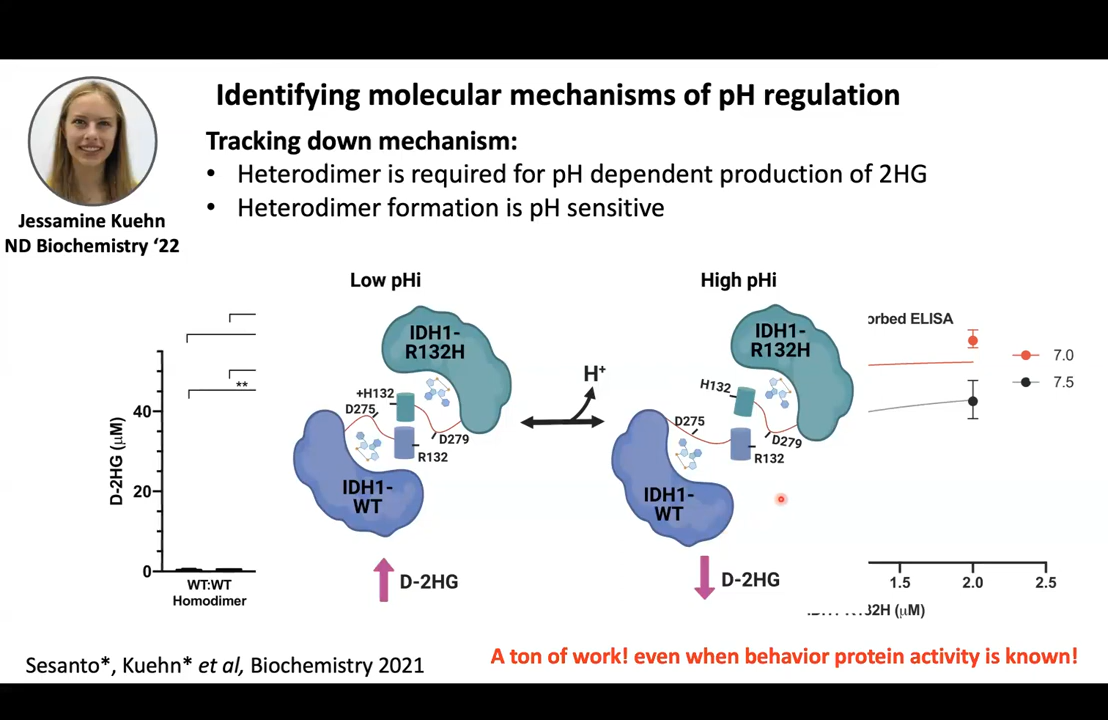 Identifying molecular mechanisms of pH regulation
Tracking down mechanism:
• Heterodimer is required for pH dependent production of 2HG
• Heterodimer formation is pH sensitive
Jessamine Kuehn
ND Biochemistry ‘22
Low pHi
High pHi
IDH1-
R132H
+H132
D275
D279
R132
IDH1-
WT
D-2HG
H+
IDH1-
R132H
H132
D275
D279
R132
IDH1-
WT
D-2HG
**
D-2HG (μM)
40
20
0
WT:WT
Homodimer
orbed ELISA
7.0
7.5
1.5
2.0
2.5
32H (μM)
Sesanto*, Kuehn* et al, Biochemistry 2021
A ton of work! even when behavior protein activity is known!